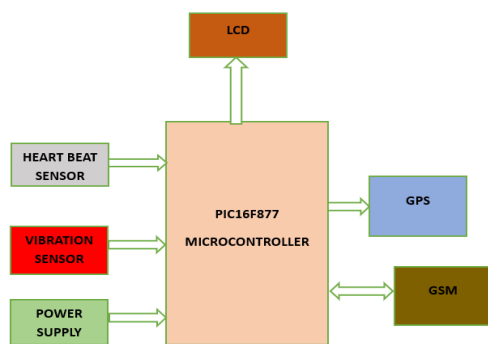 LCD
HEART BEAT
SENSOR
PIC16F877
MICROCONTROLLER
GPS
VIBRATION
SENSOR
GSM
POWER
SUPPLY